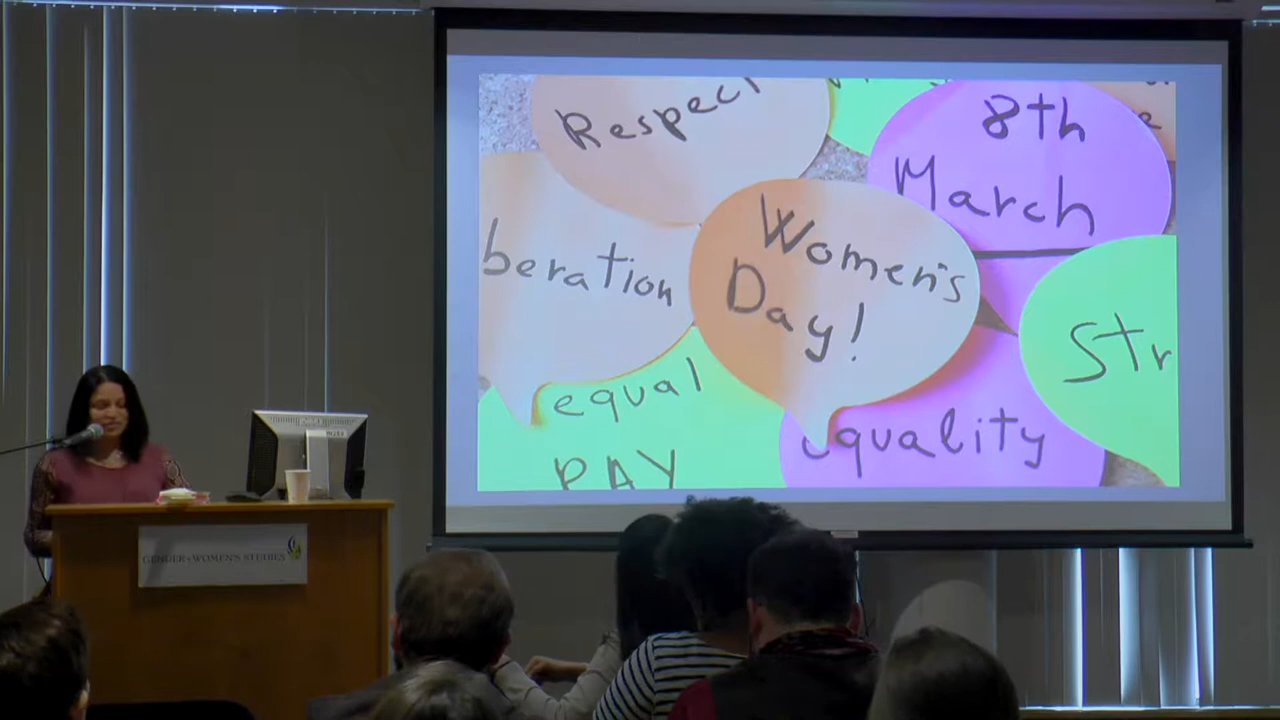 Respect
8th
March
beration
Women's
Day!
Str
equal
PAY
equality
GENDER & WOMEN'S STUDIES